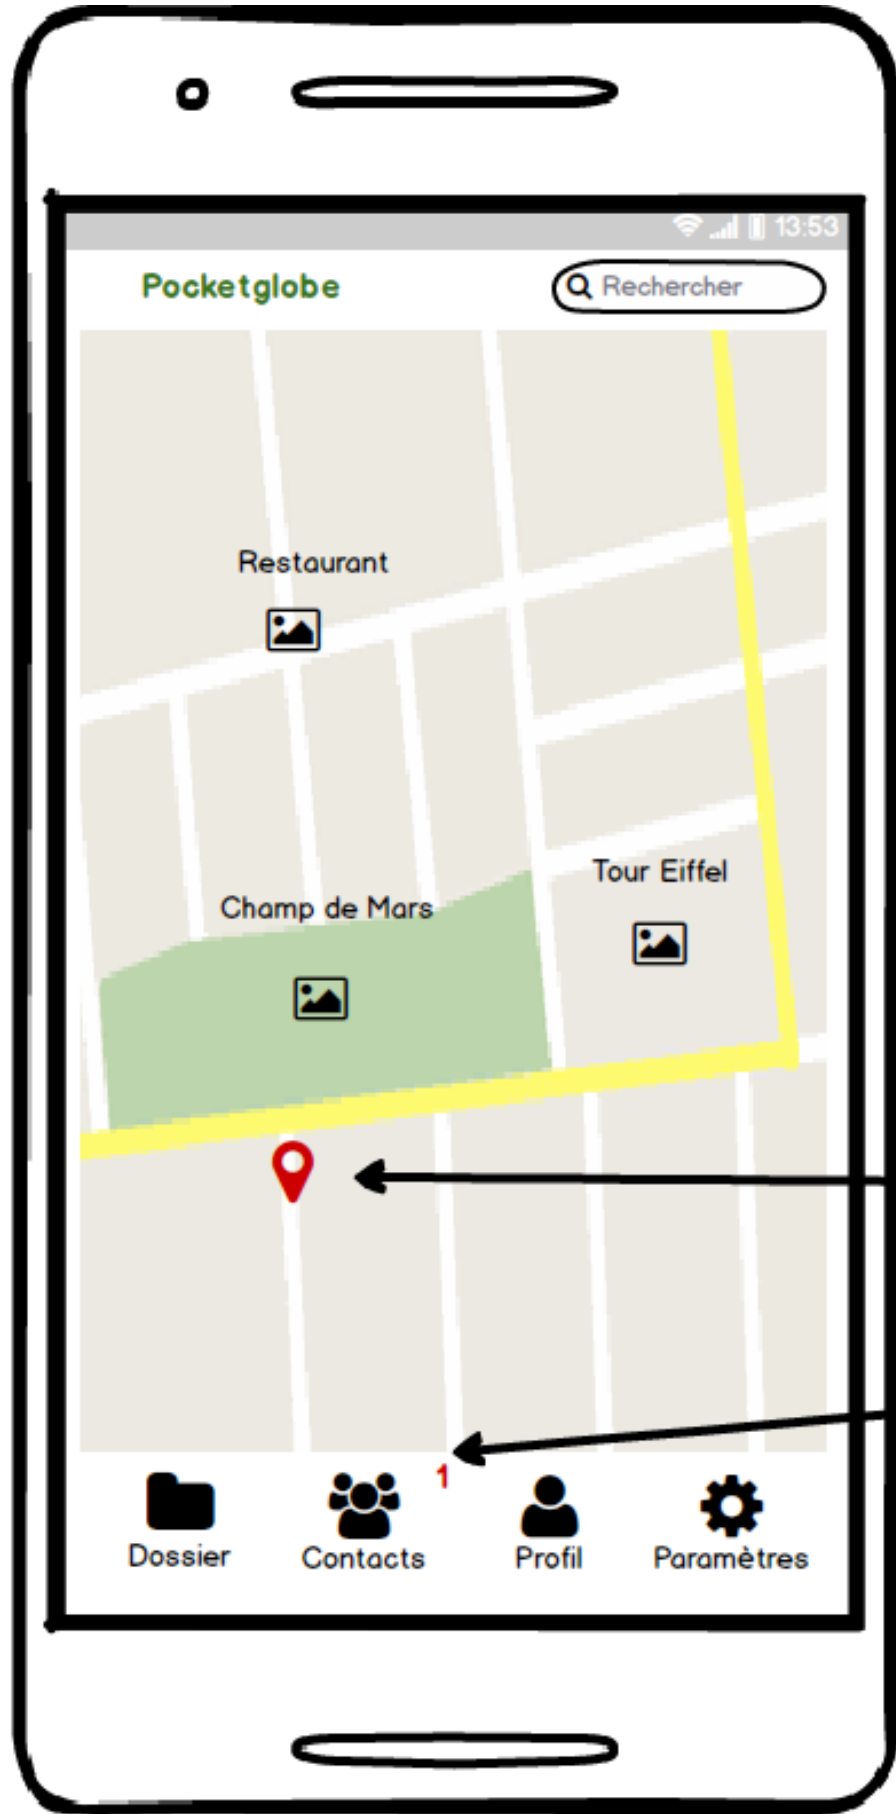 13:53
Pocketglobe
Rechercher
Restaurant
Tour Eiffel
Champ de Mars
1
Dossier
Contacts
Profil
Paramètres